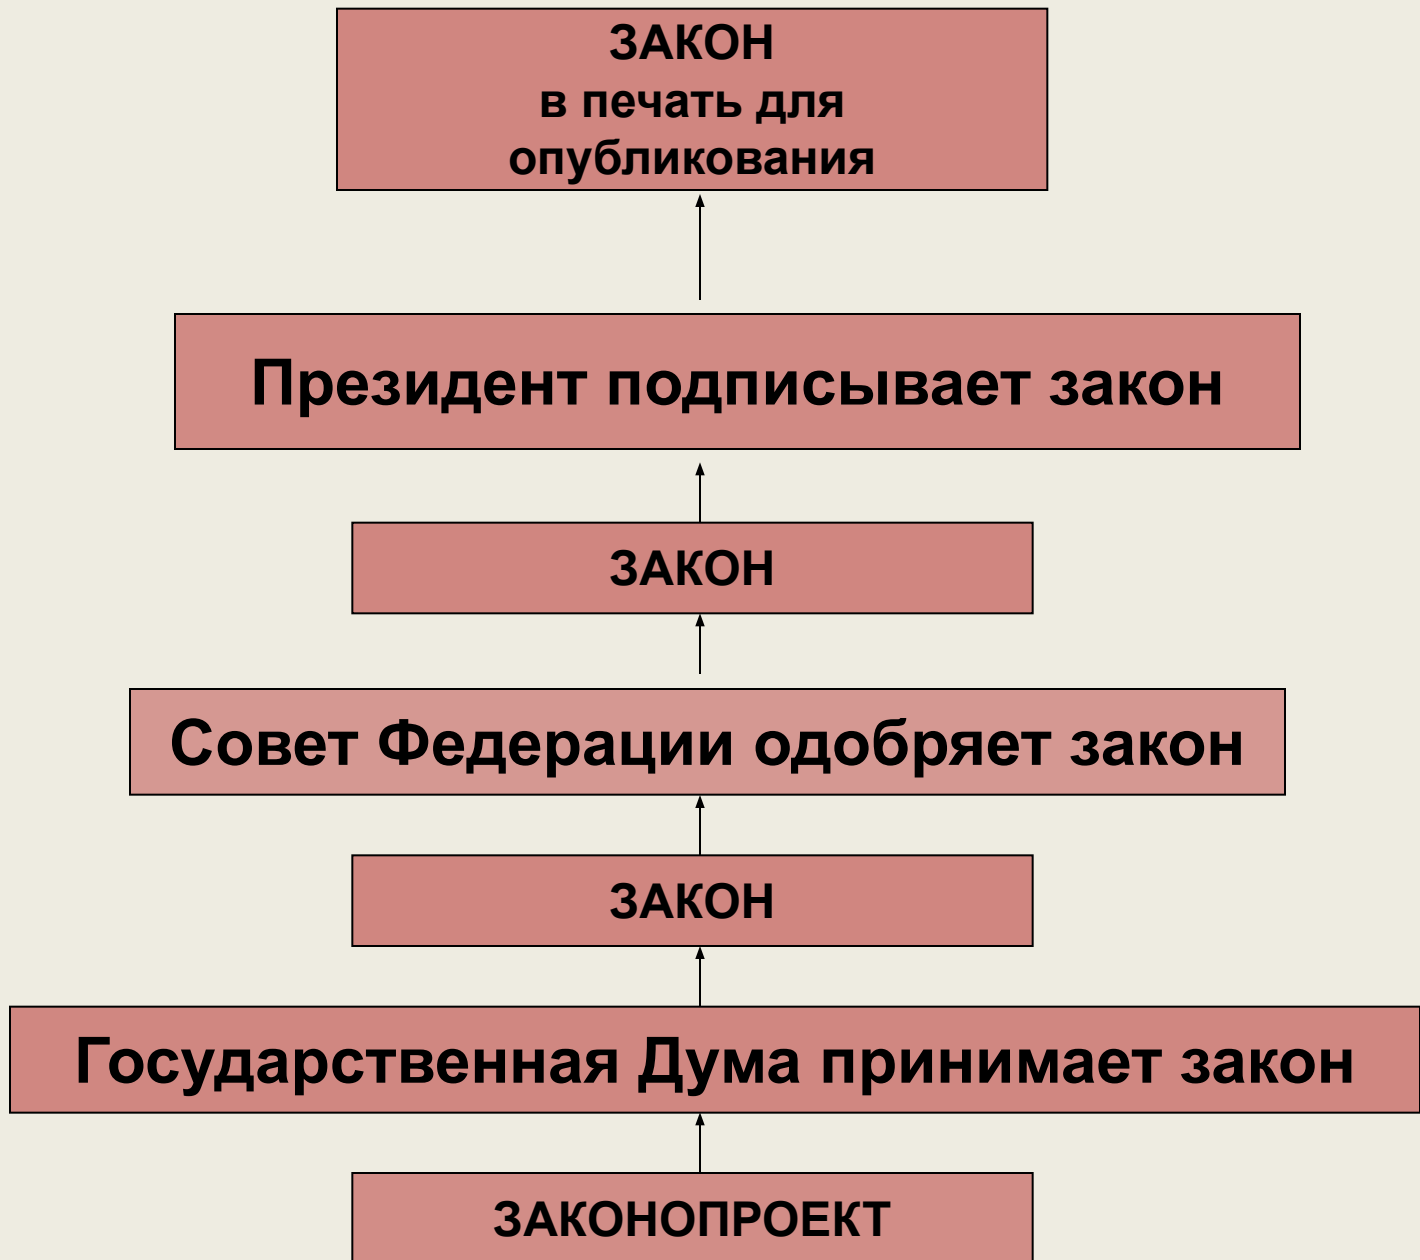 ЗАКОН
в печать для
опубликования
Президент подписывает закон
ЗАКОН
Совет Федерации одобряет закон
ЗАКОН
Государственная Дума принимает закон
ЗАКОНОПРОЕКТ